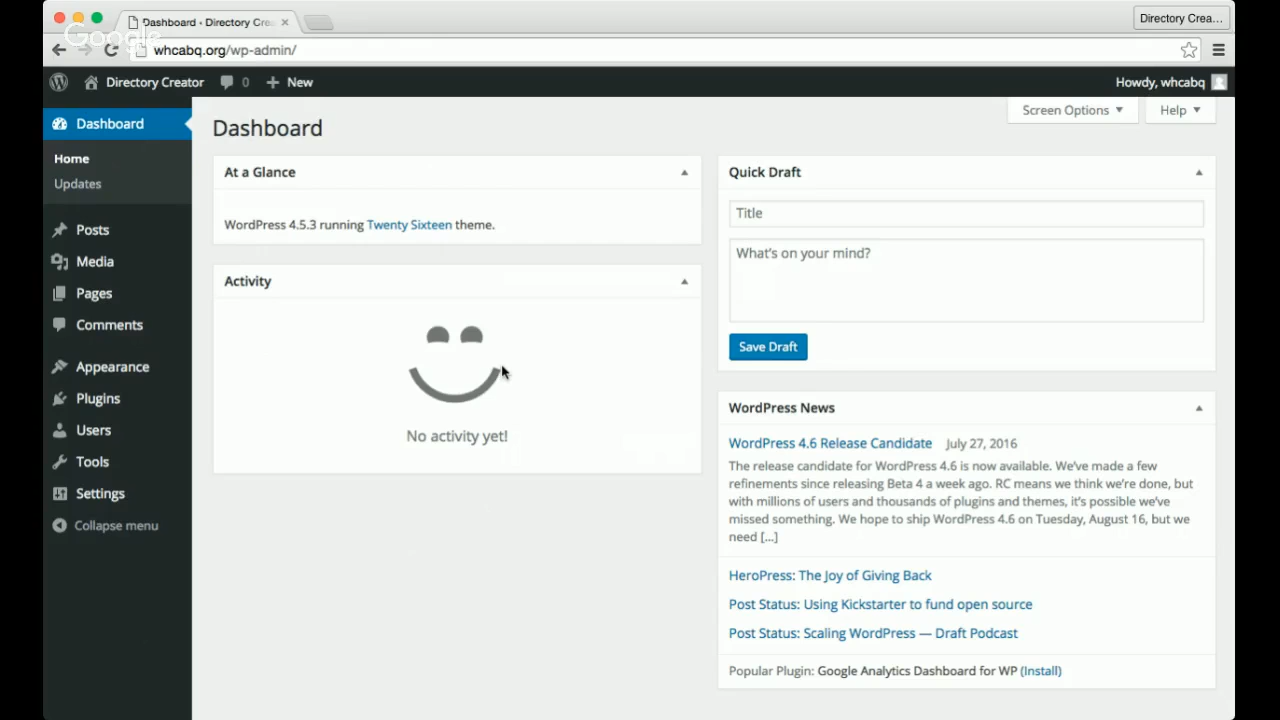 Dashboard ‹ Directory Cre
Directory Crea...
Google
whcabq.org/wp-admin/
Directory Creator
0
New
Howdy, whcabq
Dashboard
Home
Updates
Posts
Media
Pages
Comments
Appearance
Plugins
Users
Tools
Settings
Collapse menu
Screen Options
Help
Dashboard
At a Glance
WordPress 4.5.3 running Twenty Sixteen theme.
Activity
No activity yet!
Quick Draft
Title
What's on your mind?
Save Draft
WordPress News
WordPress 4.6 Release Candidate July 27, 2016
The release candidate for WordPress 4.6 is now available. We've made a few
refinements since releasing Beta 4 a week ago. RC means we think we're done, but
with millions of users and thousands of plugins and themes, it's possible we've
missed something. We hope to ship WordPress 4.6 on Tuesday, August 16, but we
need [...]
HeroPress: The Joy of Giving Back
Post Status: Using Kickstarter to fund open source
Post Status: Scaling WordPress — Draft Podcast
Popular Plugin: Google Analytics Dashboard for WP (Install)